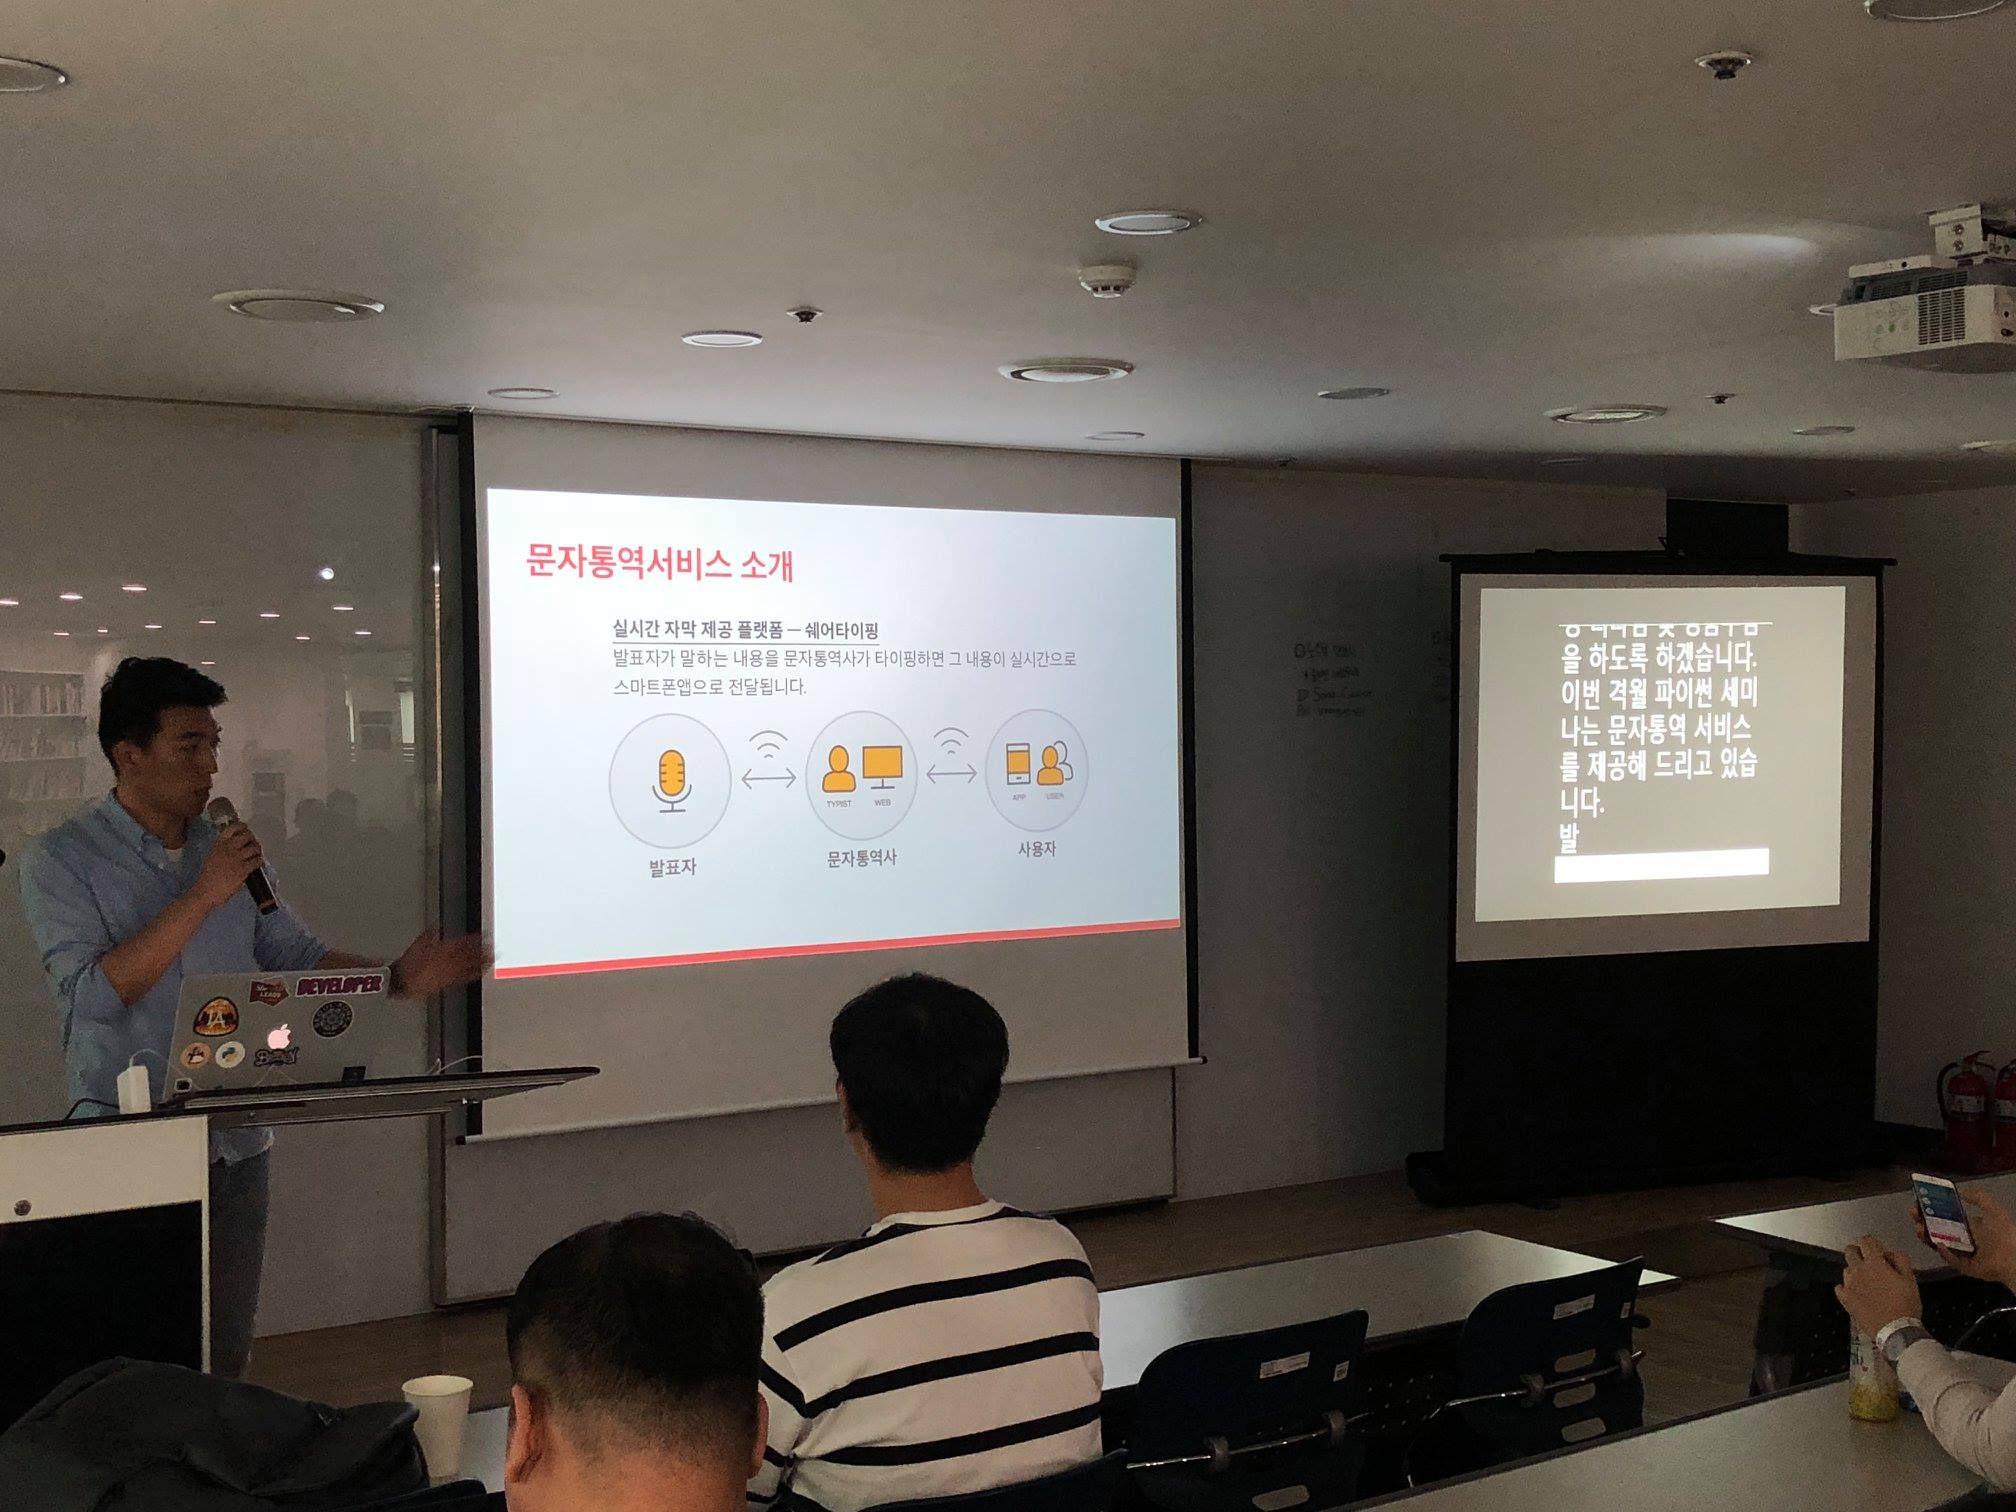 문자통역서비스 소개
실시간 자막 제공 플랫폼 – 쉐어타이핑
발표자가 말하는 내용을 문자통역사가 타이핑하면 그 내용이 실시간으로
스마트폰앱으로 전달됩니다.
TYPIST WEB APP USER
발표자 문자통역사 사용자
을 하도록 하겠습니다.
이번 격월 파이썬 세미
나는 문자통역 서비스
를 제공해 드리고 있습
니다.
발
DEVELOPER